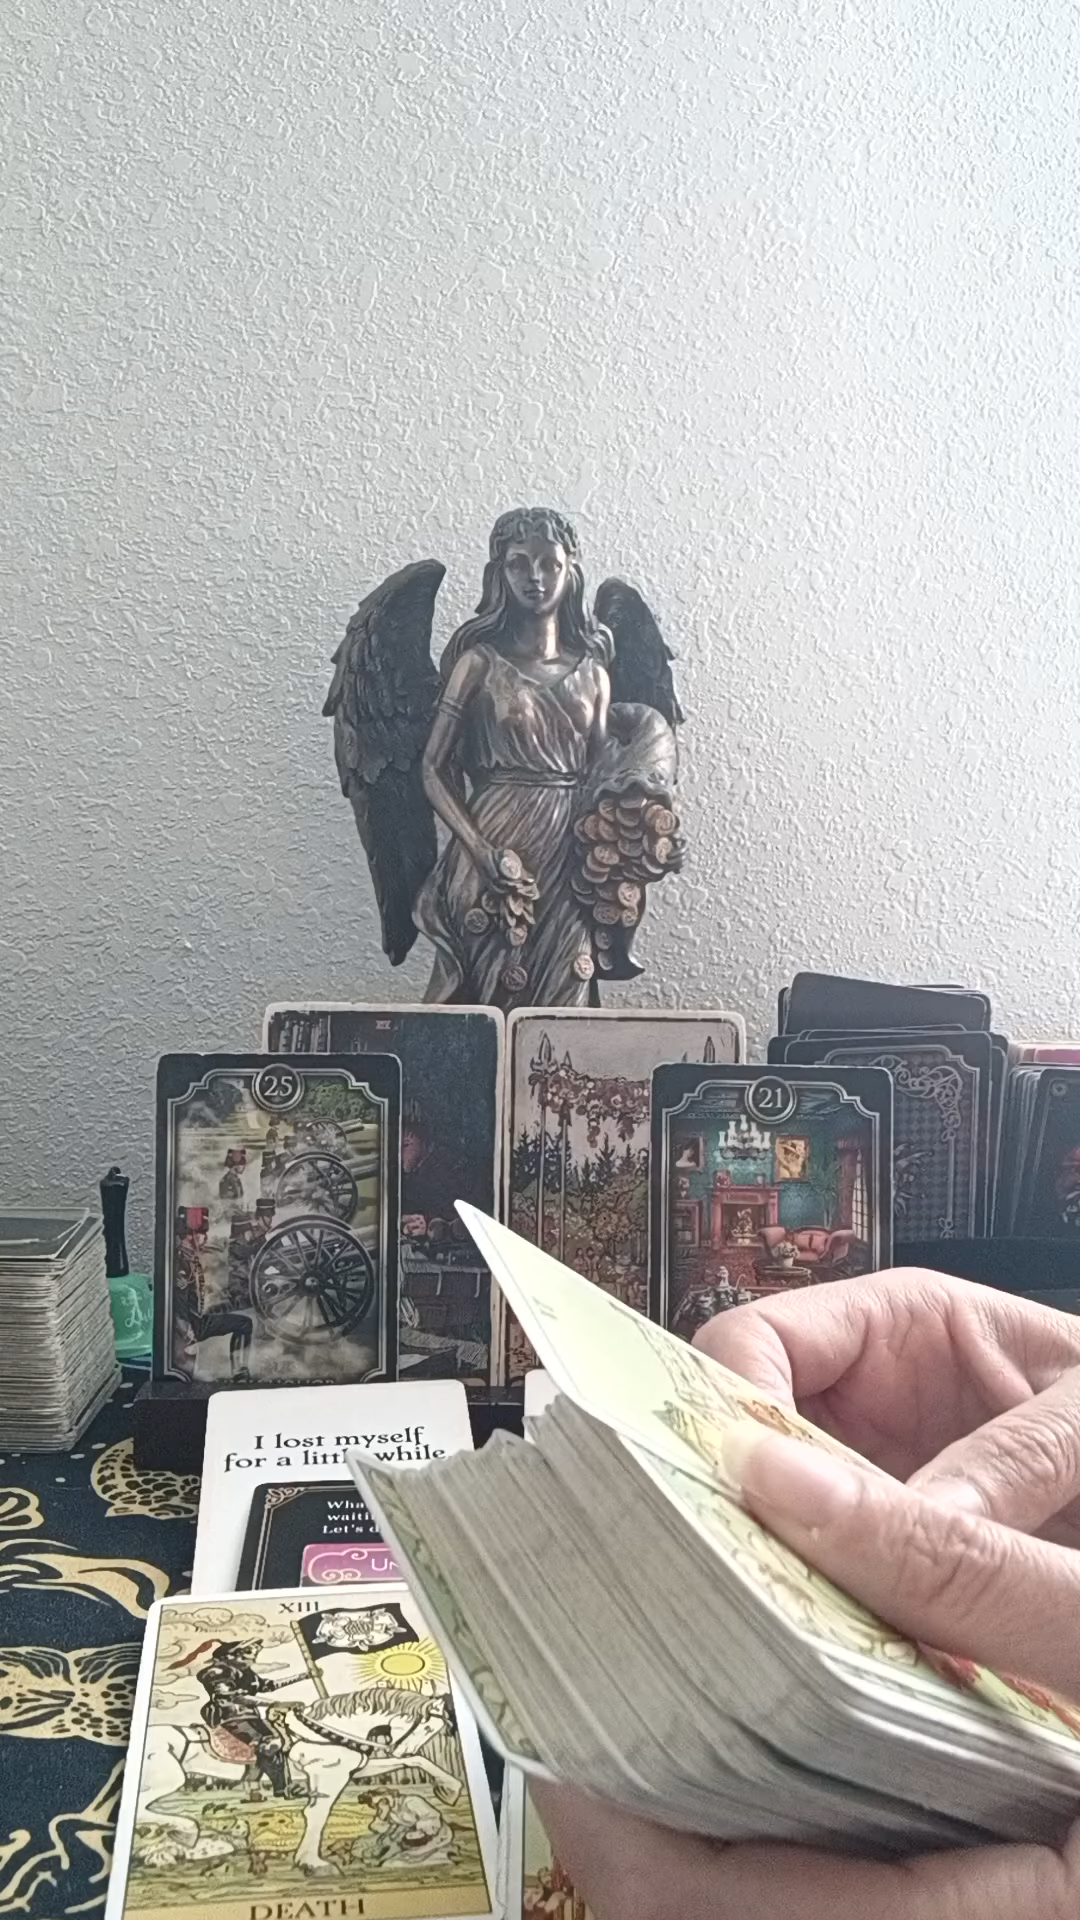 25
21
I lost myself
for a little while
Wha
waiti
Let's d
UN
XIII
DEATH